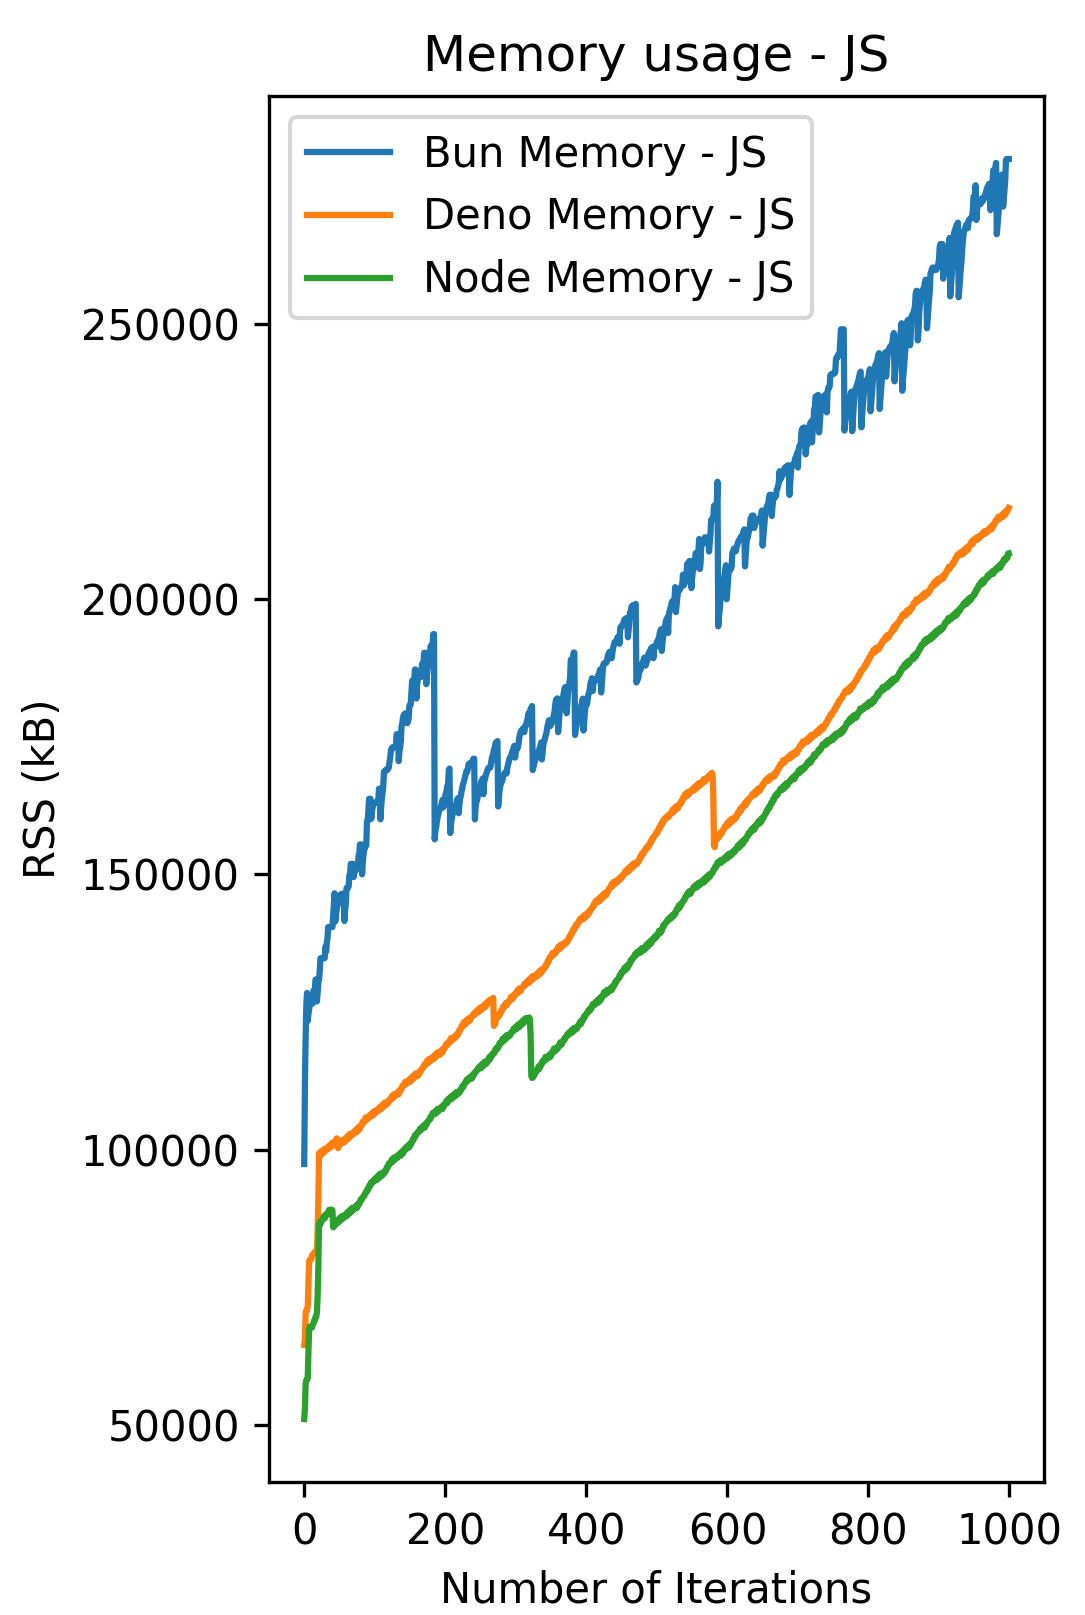 Memory usage - JS
Bun Memory - JS
Deno Memory - JS
Node Memory - JS
250000
200000
150000
100000
50000
RSS (kB)
0 200 400 600 800 1000
Number of Iterations